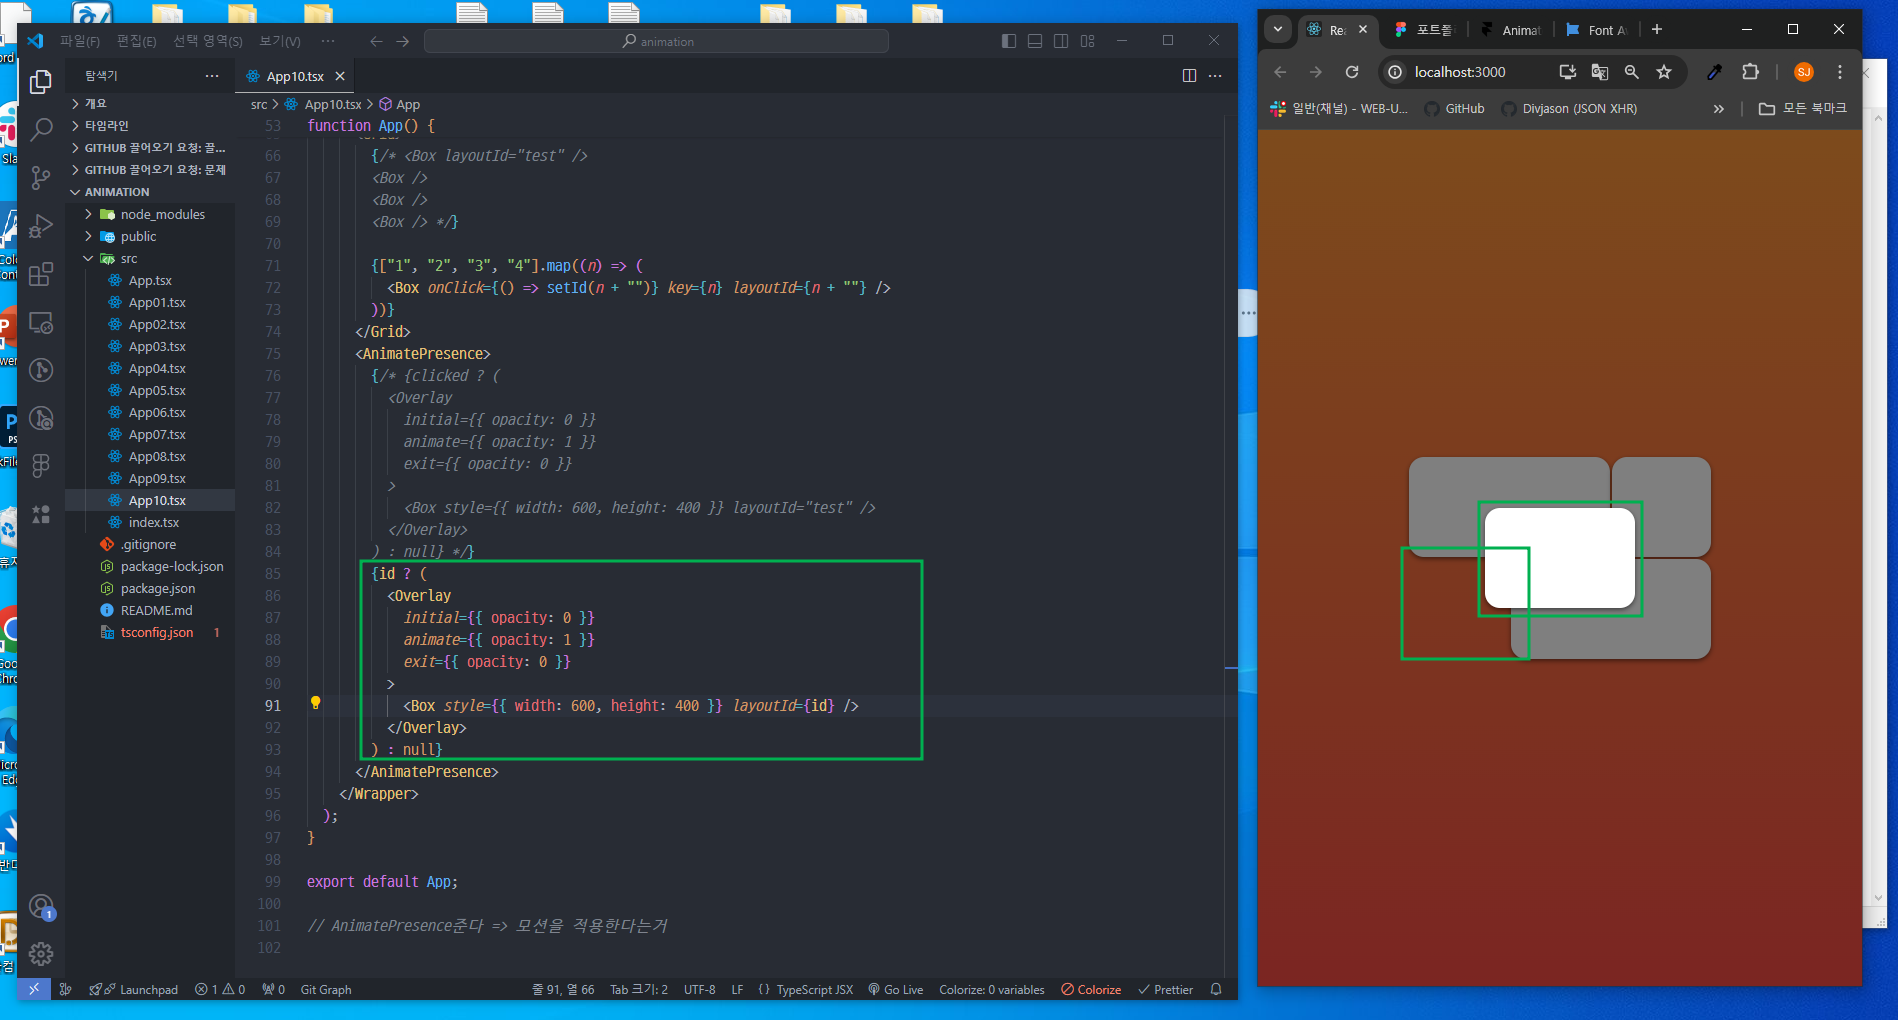 파일(F) 편집(E) 선택 영역(S) 보기(V) ··· animation
탐색기
개요
타임라인
GITHUB 끌어오기 요청: 끌...
GITHUB 끌어오기 요청: 문제
ANIMATION
node_modules
public
src
App.tsx
App01.tsx
App02.tsx
App03.tsx
App04.tsx
App05.tsx
App06.tsx
App07.tsx
App08.tsx
App09.tsx
App10.tsx
index.tsx
.gitignore
package-lock.json
package.json
README.md
tsconfig.json 1
App10.tsx
src > App10.tsx > App
53 function App() {
66 {/* <Box layoutId="test" />
67 <Box />
68 <Box />
69 <Box /> */}
70
71 {["1", "2", "3", "4"].map((n) => (
72 <Box onClick={() => setId(n + "")} key={n} layoutId={n + ""} />
73 ))}
74 </Grid>
75 <AnimatePresence>
76 {/* {clicked ? (
77 <Overlay
78 initial={{ opacity: 0 }}
79 animate={{ opacity: 1 }}
80 exit={{ opacity: 0 }}
81 >
82 <Box style={{ width: 600, height: 400 }} layoutId="test" />
83 </Overlay>
84 ) : null} */}
85 {id ? (
86 <Overlay
87 initial={{ opacity: 0 }}
88 animate={{ opacity: 1 }}
89 exit={{ opacity: 0 }}
90 >
91 <Box style={{ width: 600, height: 400 }} layoutId={id} />
92 </Overlay>
93 ) : null}
94 </AnimatePresence>
95 </Wrapper>
96 );
97 }
98
99 export default App;
100
101 // AnimatePresence준다 => 모션을 적용한다는거
102
1
Launchpad 1 0 0 Git Graph 줄 91, 열 66 Tab 크기: 2 UTF-8 LF {} TypeScript JSX Go Live Colorize: 0 variables Colorize Prettier
Rea 포트폴 Animat Font A
localhost:3000 SJ
일반(채널) - WEB-U... GitHub Divjason (JSON XHR) » 모든 북마크